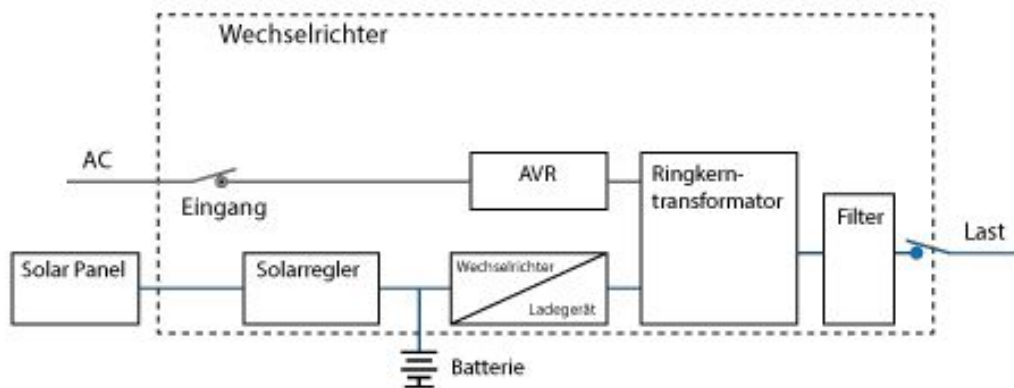 Wechselrichter
AC
Eingang
AVR
Ringkern-
transformator
Filter
Last
Solar Panel
Solarregler
Wechselrichter
Ladegerät
Batterie